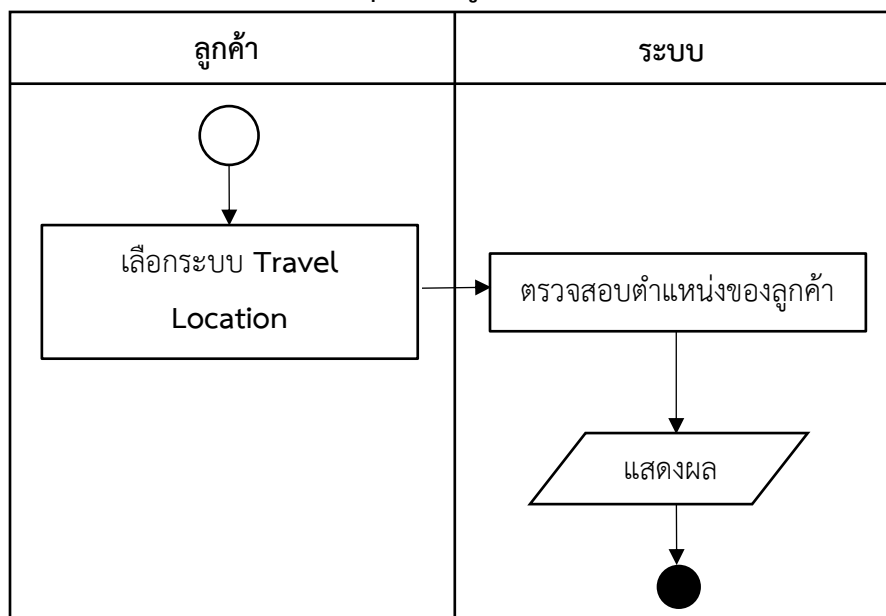 ลูกค้า
ระบบ
เลือกระบบ Travel
Location
ตรวจสอบตำแหน่งของลูกค้า
แสดงผล